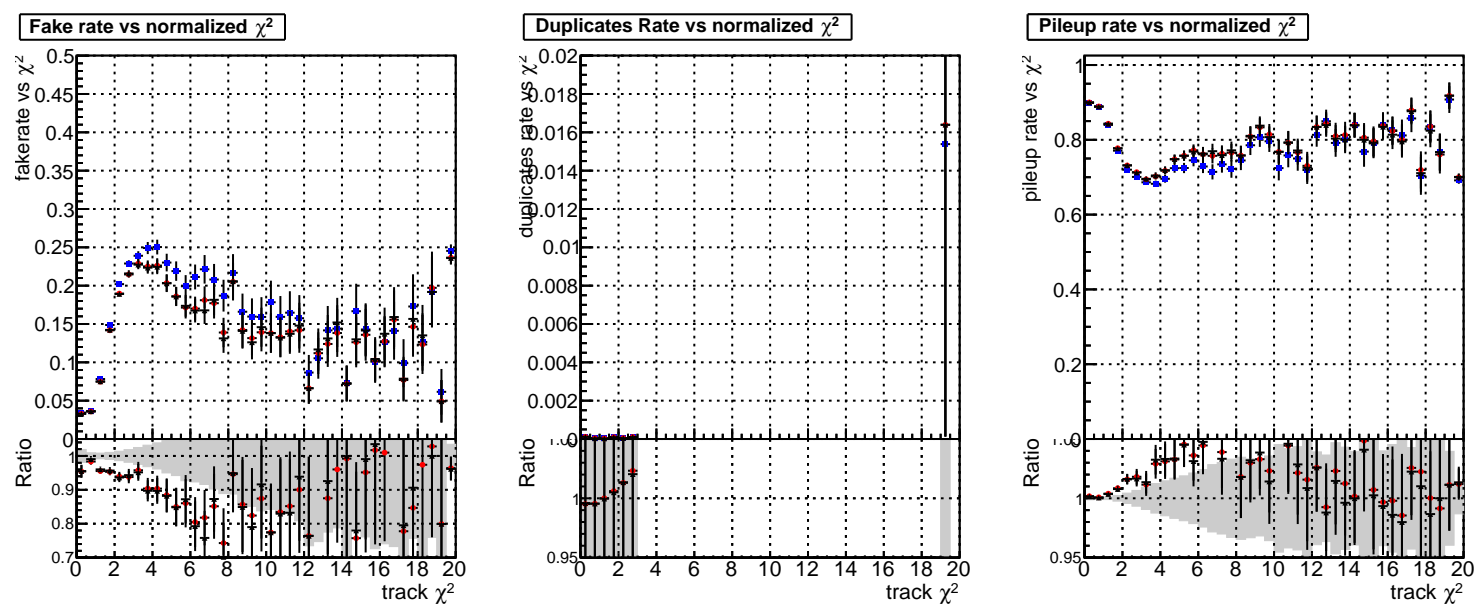 Fake rate vs normalized χ²
fakerate vs χ²
0.5
0.45
0.4
0.35
0.3
0.25
0.2
0.15
0.1
0.05
0
Ratio
1
0.9
0.8
0.7
0 2 4 6 8 10 12 14 16 18 20
track χ²
Duplicates Rate vs normalized χ²
duplicates rate vs χ²
0.02
0.018
0.016
0.014
0.012
0.01
0.008
0.006
0.004
0.002
0
Ratio
1
0.95
0 2 4 6 8 10 12 14 16 18 20
track χ²
Pileup rate vs normalized χ²
pileup rate vs χ²
1
0.8
0.6
0.4
0.2
0
Ratio
1
0.95
0 2 4 6 8 10 12 14 16 18 20
track χ²